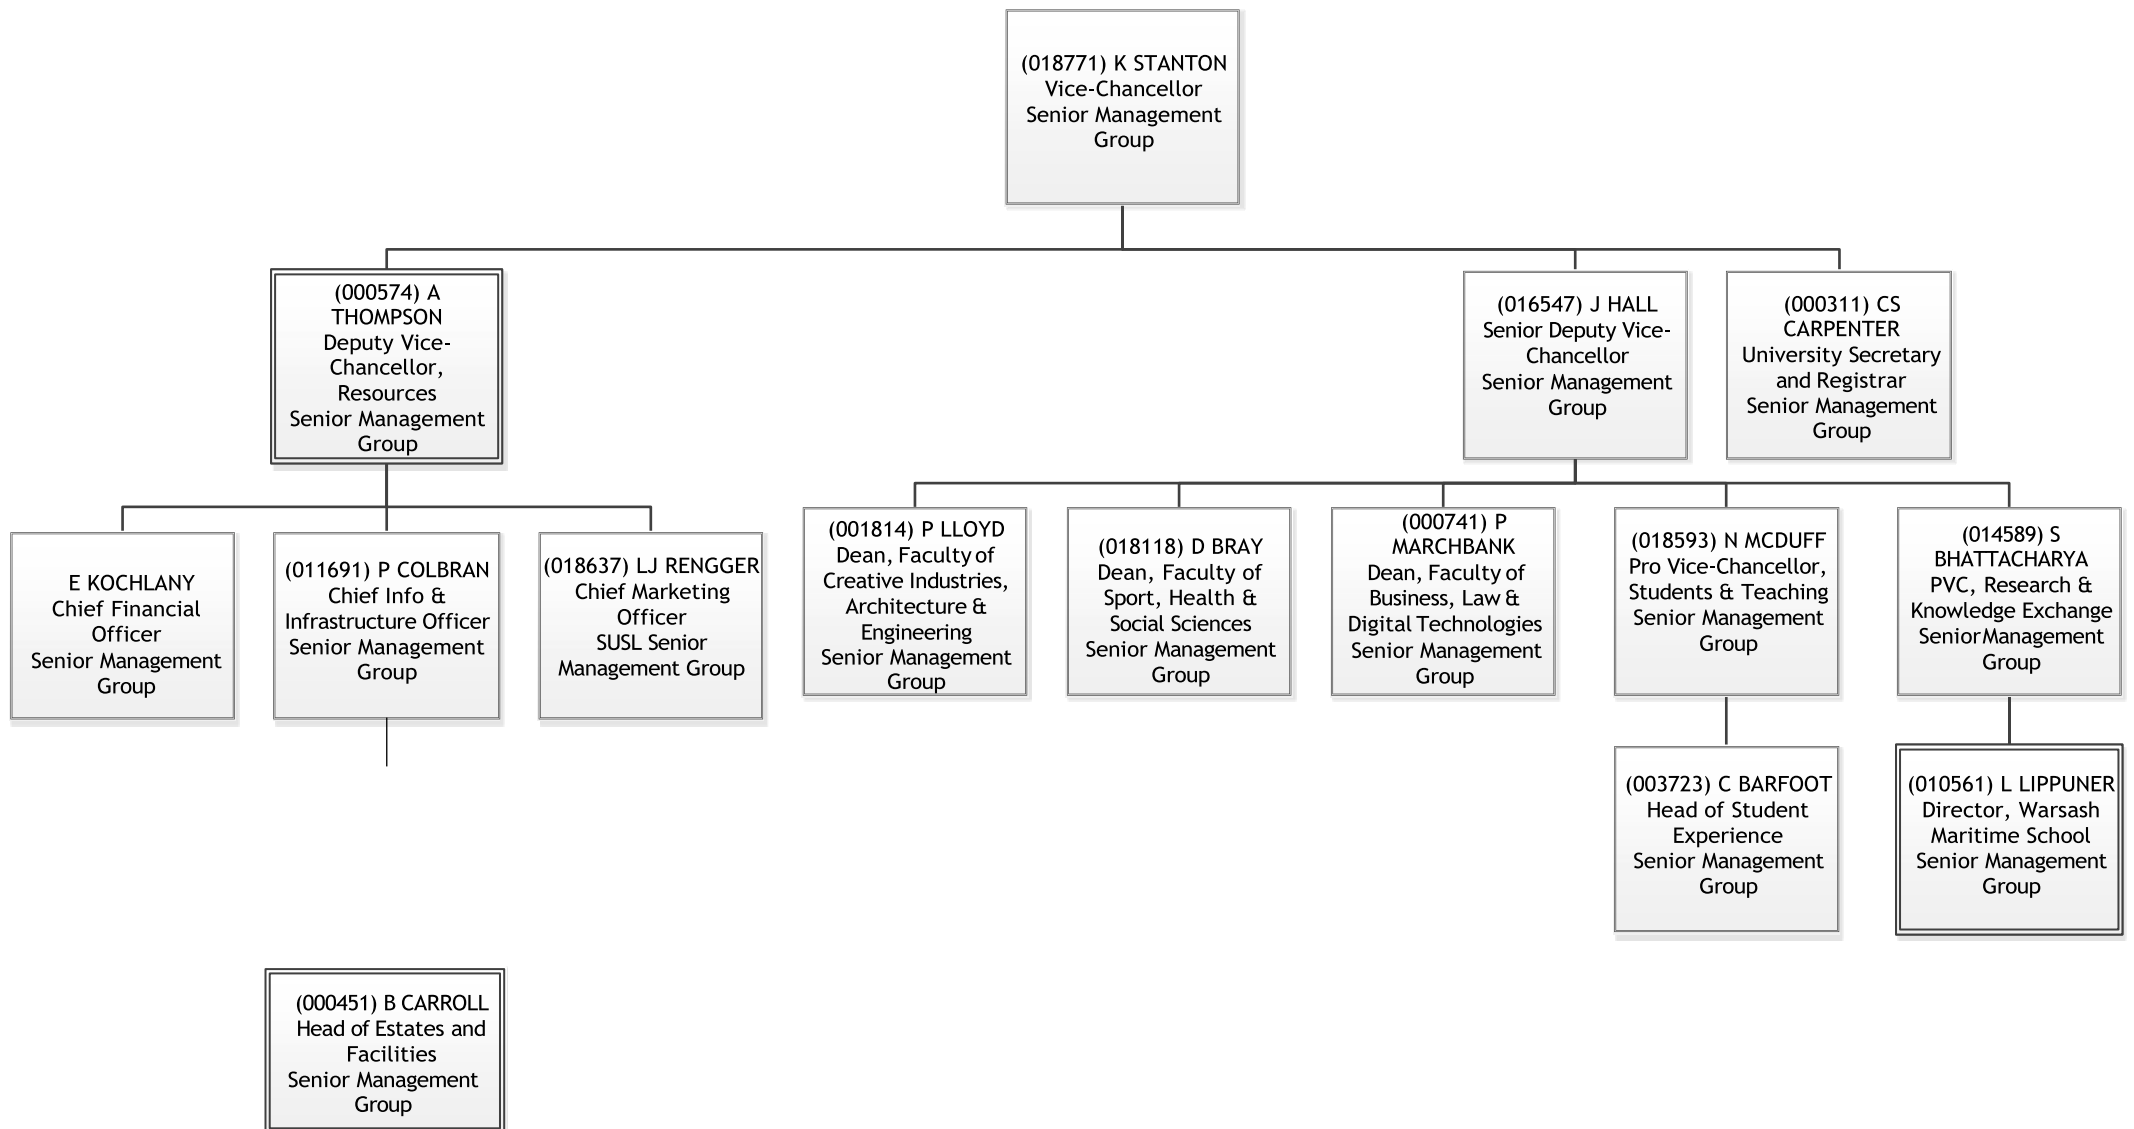 (018771) K STANTON
Vice-Chancellor
Senior Management
Group
(000574) A
THOMPSON
Deputy Vice-
Chancellor,
Resources
Senior Management
Group
(016547) J HALL
Senior Deputy Vice-
Chancellor
Senior Management
Group
(000311) CS
CARPENTER
University Secretary
and Registrar
Senior Management
Group
E KOCHLANY
Chief Financial
Officer
Senior Management
Group
(011691) P COLBRAN
Chief Info &
Infrastructure Officer
Senior Management
Group
(018637) LJ RENGGER
Chief Marketing
Officer
SUSL Senior
Management Group
(001814) P LLOYD
Dean, Faculty of
Creative Industries,
Architecture &
Engineering
Senior Management
Group
(018118) D BRAY
Dean, Faculty of
Sport, Health &
Social Sciences
Senior Management
Group
(000741) P
MARCHBANK
Dean, Faculty of
Business, Law &
Digital Technologies
Senior Management
Group
(018593) N MCDUFF
Pro Vice-Chancellor,
Students & Teaching
Senior Management
Group
(014589) S
BHATTACHARYA
PVC, Research &
Knowledge Exchange
Senior Management
Group
(003723) C BARFOOT
Head of Student
Experience
Senior Management
Group
(010561) L LIPPUNER
Director, Warsash
Maritime School
Senior Management
Group
(000451) B CARROLL
Head of Estates and
Facilities
Senior Management
Group